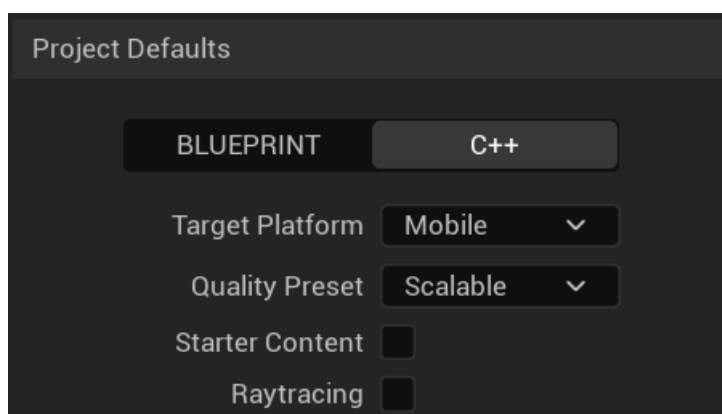 Project Defaults
BLUEPRINT C++
Target Platform Mobile
Quality Preset Scalable
Starter Content
Raytracing